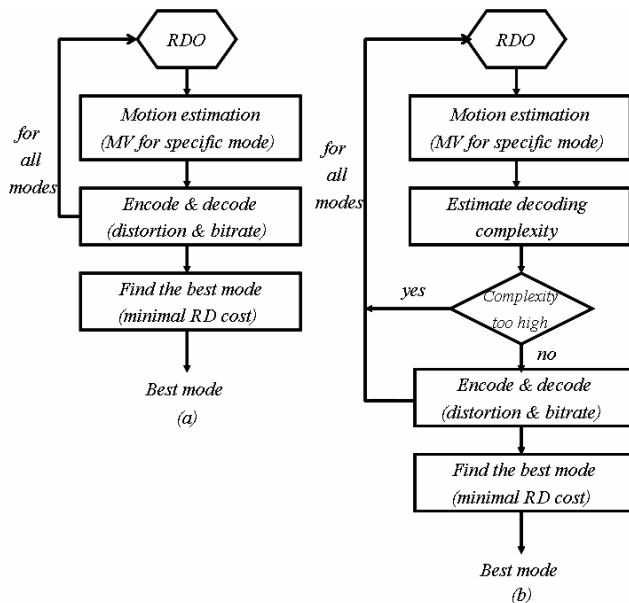 RDO
Motion estimation
(MV for specific mode)
for
all
modes
Encode & decode
(distortion & bitrate)
Find the best mode
(minimal RD cost)
Best mode
(a)
RDO
Motion estimation
(MV for specific mode)
for
all
modes
Estimate decoding
complexity
yes
Complexity
too high
no
Encode & decode
(distortion & bitrate)
Find the best mode
(minimal RD cost)
Best mode
(b)